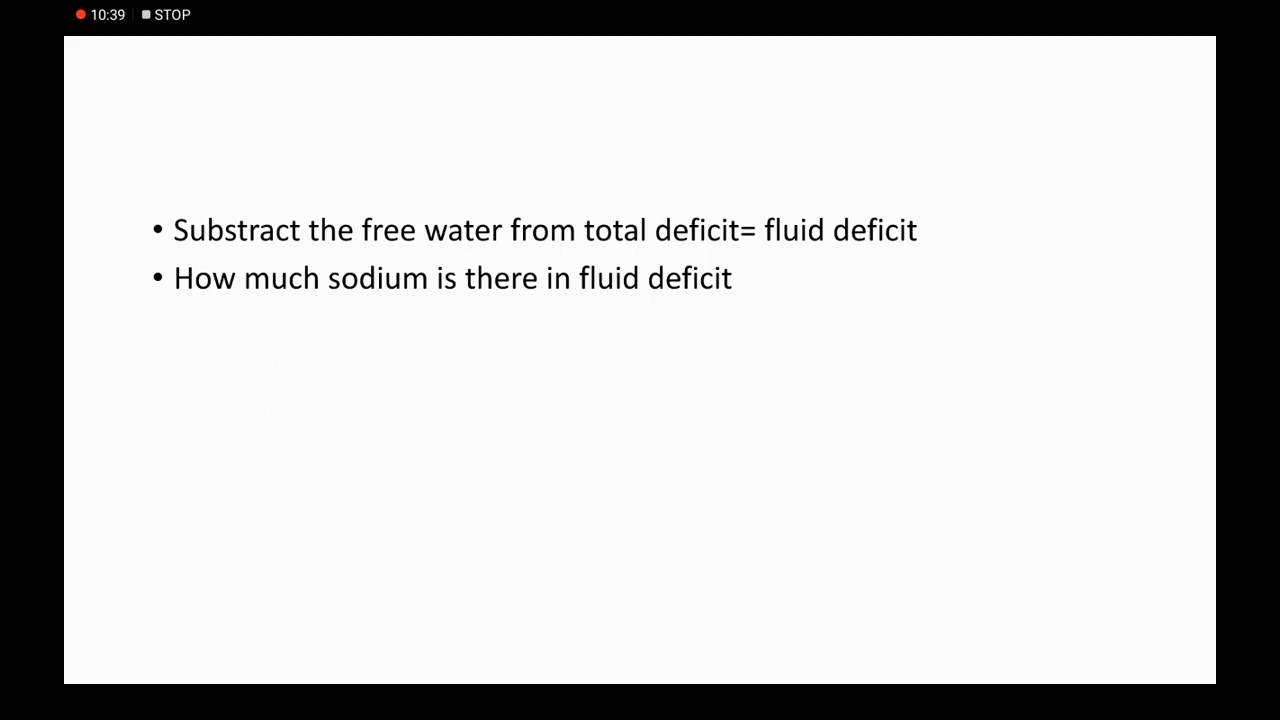 10:39 STOP
• Substract the free water from total deficit= fluid deficit
• How much sodium is there in fluid deficit